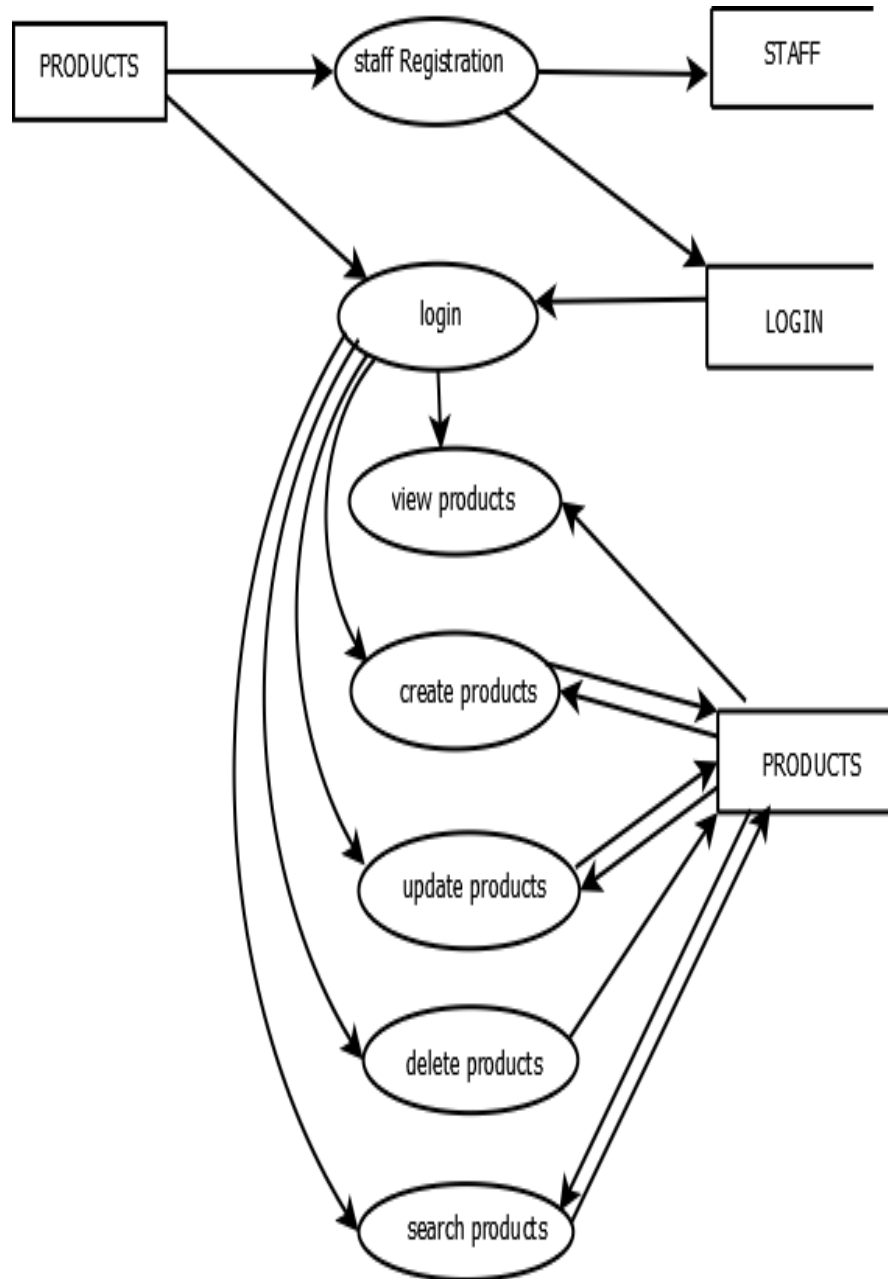 PRODUCTS
staff Registration
STAFF
login
LOGIN
view products
create products
PRODUCTS
update products
delete products
search products